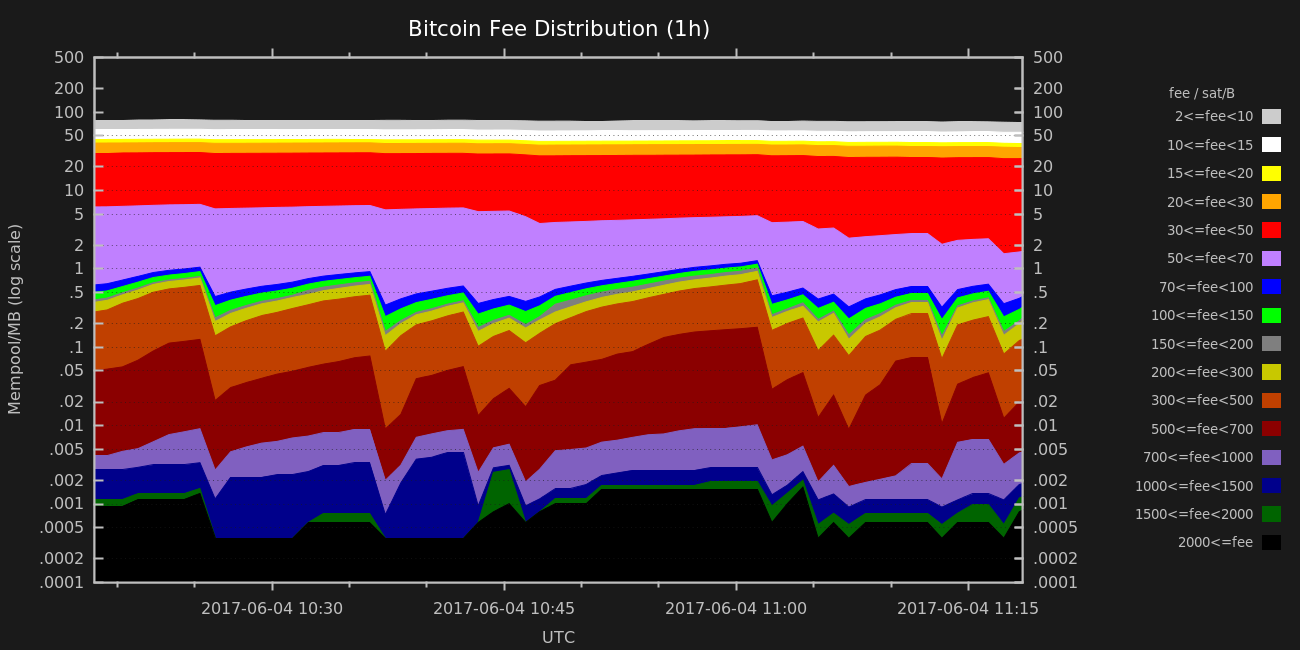 Bitcoin Fee Distribution (1h)
Mempool/MB (log scale)
500
200
100
50
20
10
5
2
1
.5
.2
.1
.05
.02
.01
.005
.002
.001
.0005
.0002
.0001
500
200
100
50
20
10
5
2
1
.5
.2
.1
.05
.02
.01
.005
.002
.001
.0005
.0002
.0001
2017-06-04 10:30
2017-06-04 10:45
2017-06-04 11:00
2017-06-04 11:15
UTC
fee / sat/B
2<=fee<10
10<=fee<15
15<=fee<20
20<=fee<30
30<=fee<50
50<=fee<70
70<=fee<100
100<=fee<150
150<=fee<200
200<=fee<300
300<=fee<500
500<=fee<700
700<=fee<1000
1000<=fee<1500
1500<=fee<2000
2000<=fee